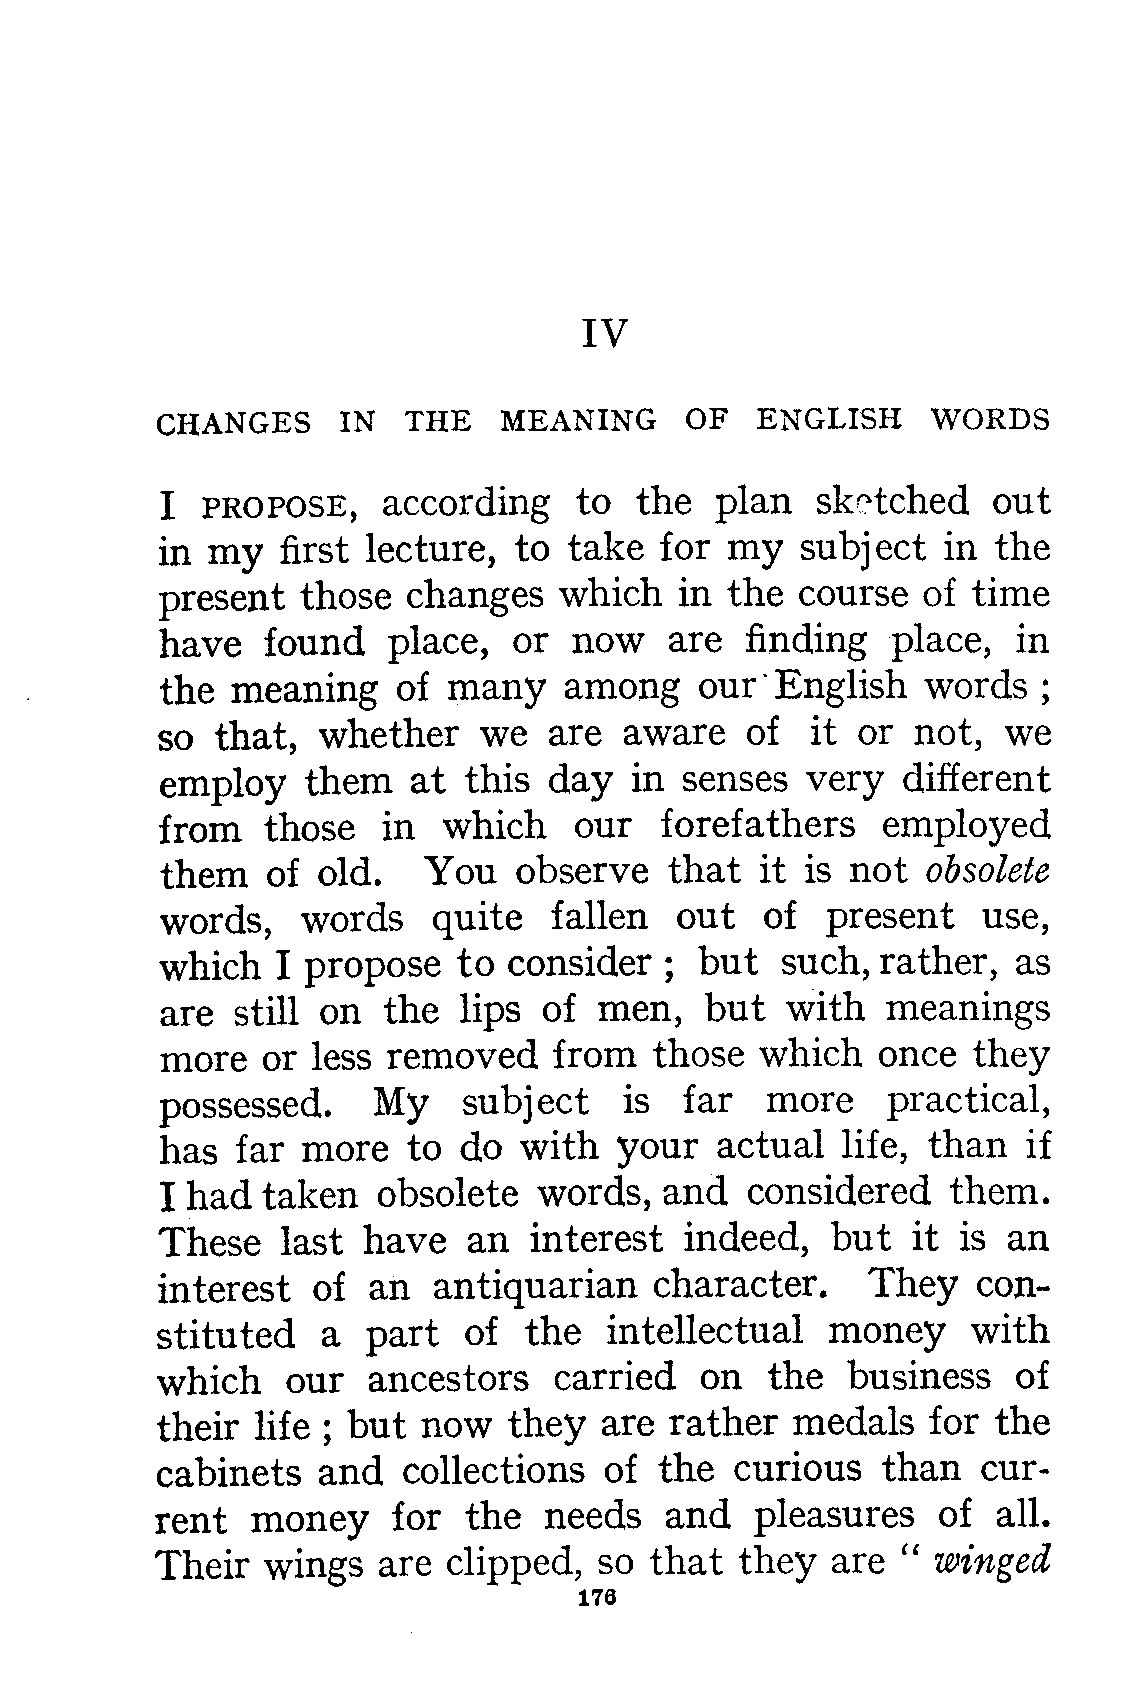 IV
CHANGES IN THE MEANING OF ENGLISH WORDS
I PROPOSE, according to the plan sketched out
in my first lecture, to take for my subject in the
present those changes which in the course of time
have found place, or now are finding place, in
the meaning of many among our English words ;
so that, whether we are aware of it or not, we
employ them at this day in senses very different
from those in which our forefathers employed
them of old. You observe that it is not obsolete
words, words quite fallen out of present use,
which I propose to consider ; but such, rather, as
are still on the lips of men, but with meanings
more or less removed from those which once they
possessed. My subject is far more practical,
has far more to do with your actual life, than if
I had taken obsolete words, and considered them.
These last have an interest indeed, but it is an
interest of an antiquarian character. They con-
stituted a part of the intellectual money with
which our ancestors carried on the business of
their life ; but now they are rather medals for the
cabinets and collections of the curious than cur-
rent money for the needs and pleasures of all.
Their wings are clipped, so that they are “ winged
176